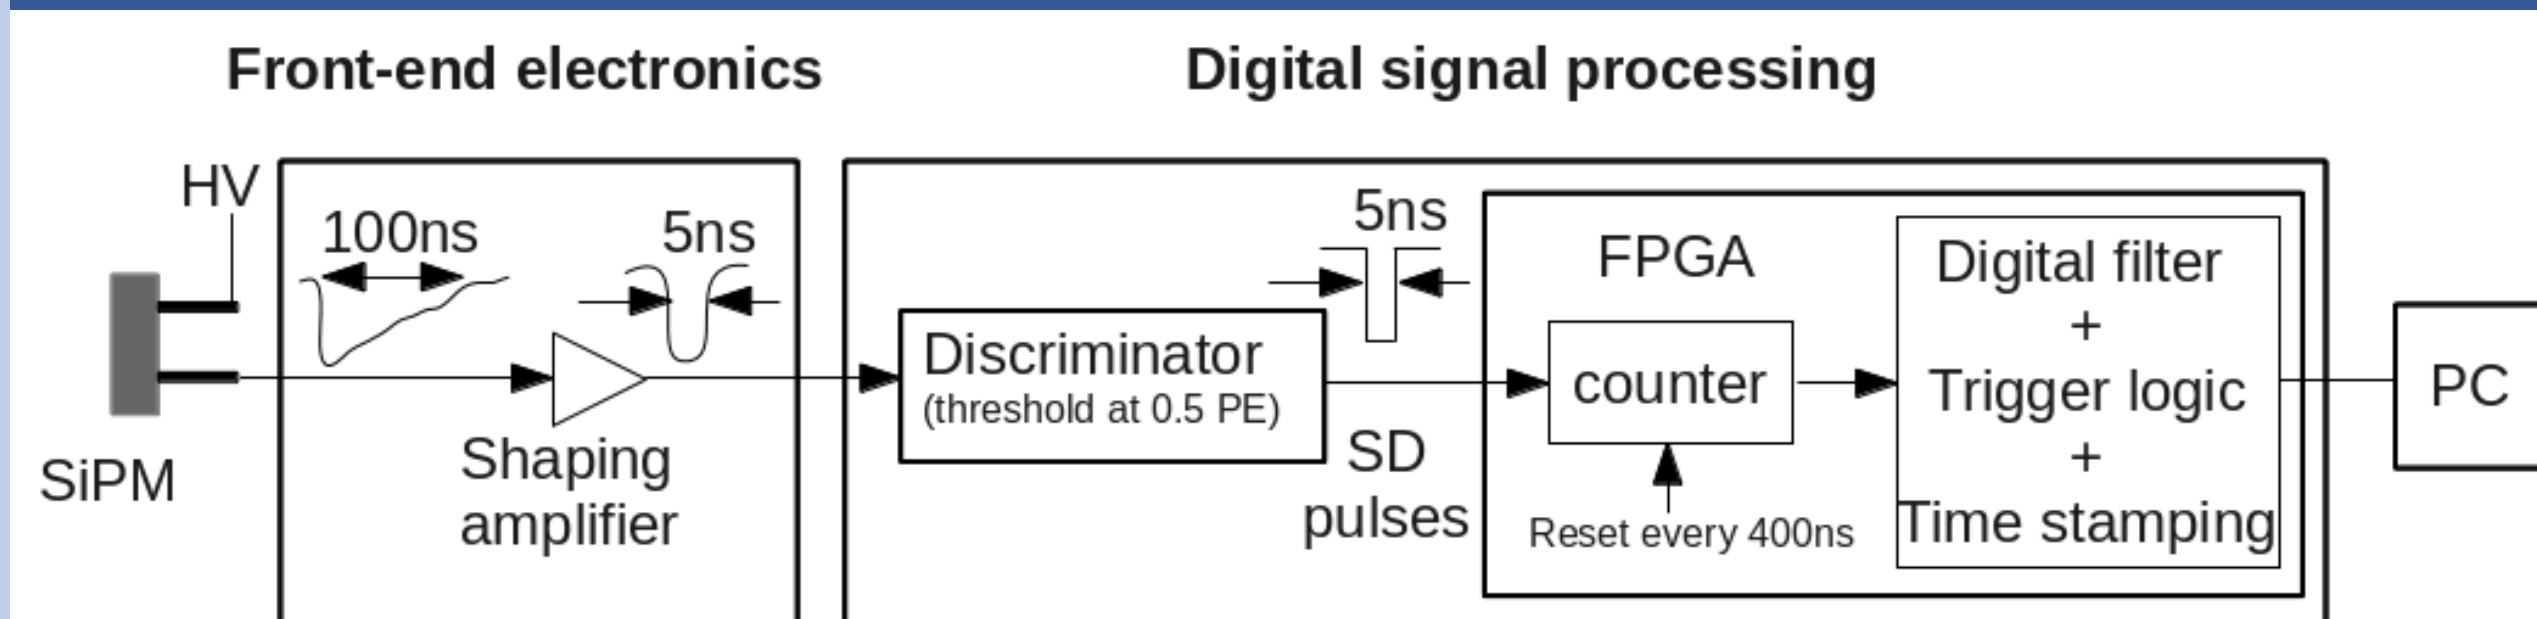 Front-end electronics
Digital signal processing
HV
100ns
5ns
SiPM
Shaping
amplifier
Discriminator
(threshold at 0.5 PE)
5ns
SD
pulses
FPGA
counter
Reset every 400ns
Digital filter
+
Trigger logic
+
Time stamping
PC